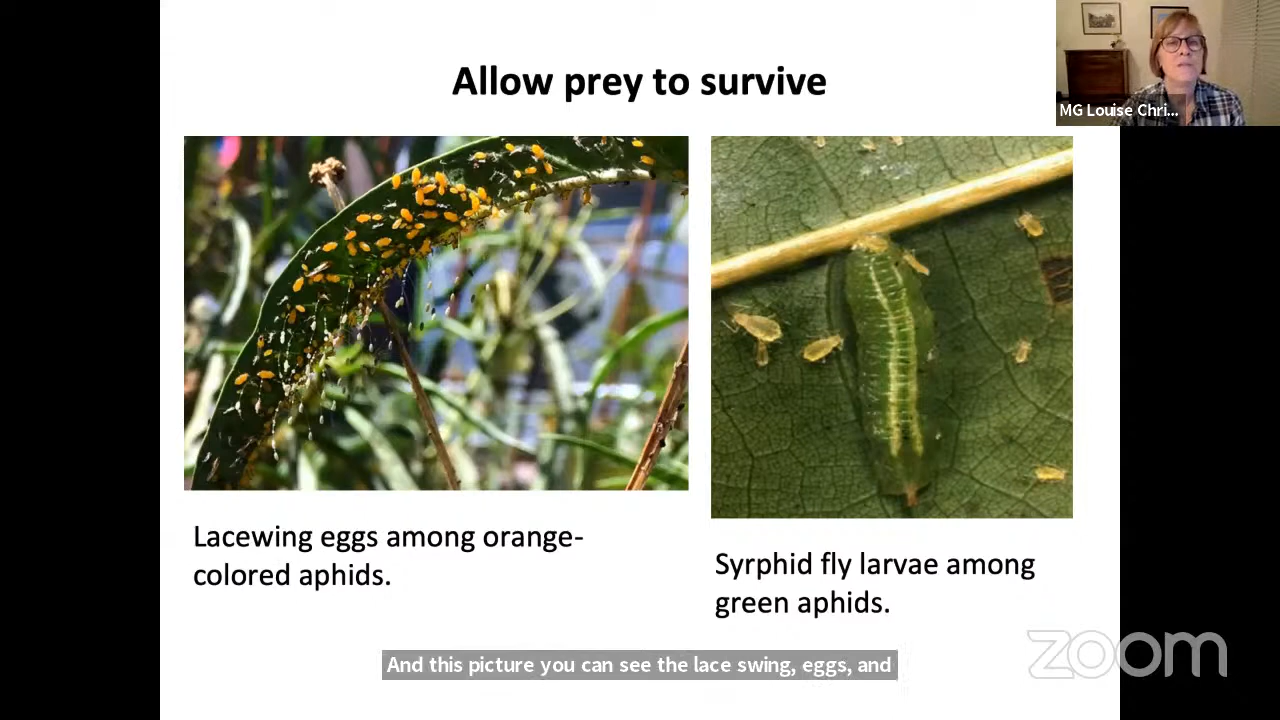 Allow prey to survive
MG Louise Chri...
Lacewing eggs among orange-
colored aphids.
Syrphid fly larvae among
green aphids.
And this picture you can see the lace swing, eggs, and
zoom